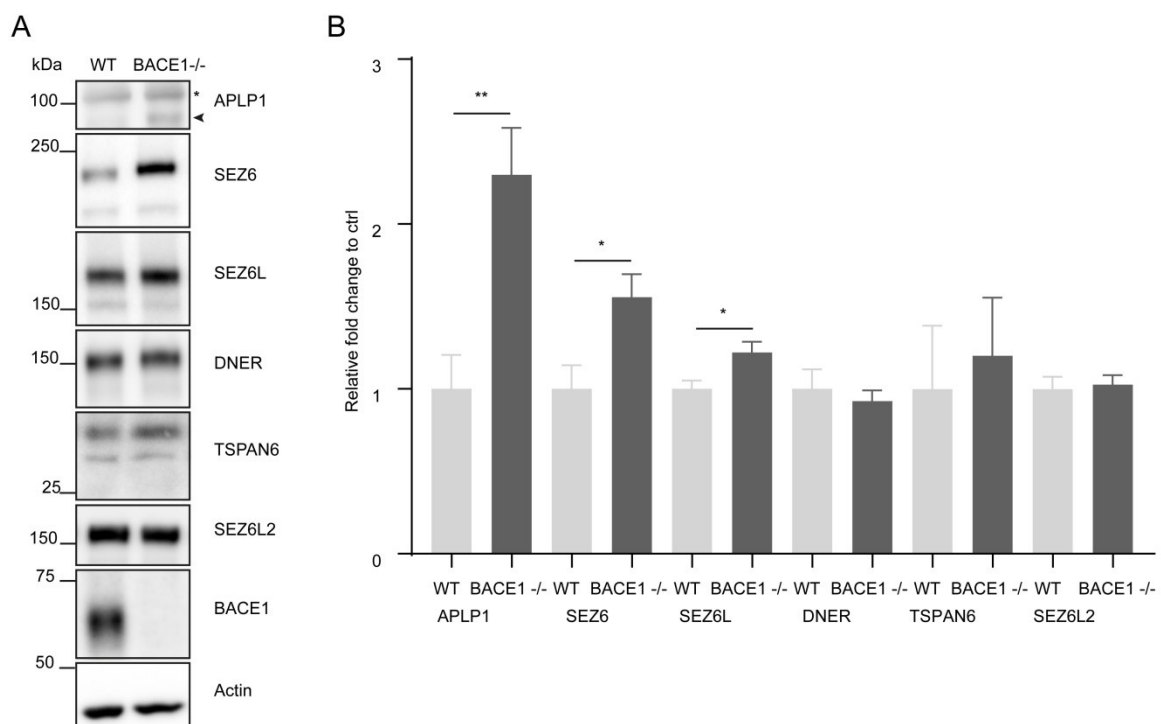 A
kDa WT BACE1-/-
100 * APLP1
250
SEZ6
SEZ6L
150
150 DNER
TSPAN6
25
SEZ6L2
150
75
BACE1
50
Actin
B
Relative fold change to ctrl
3
2
1
0
** * *
WT BACE1 -/- WT BACE1 -/- WT BACE1 -/- WT BACE1 -/- WT BACE1 -/- WT BACE1 -/-
APLP1 SEZ6 SEZ6L DNER TSPAN6 SEZ6L2